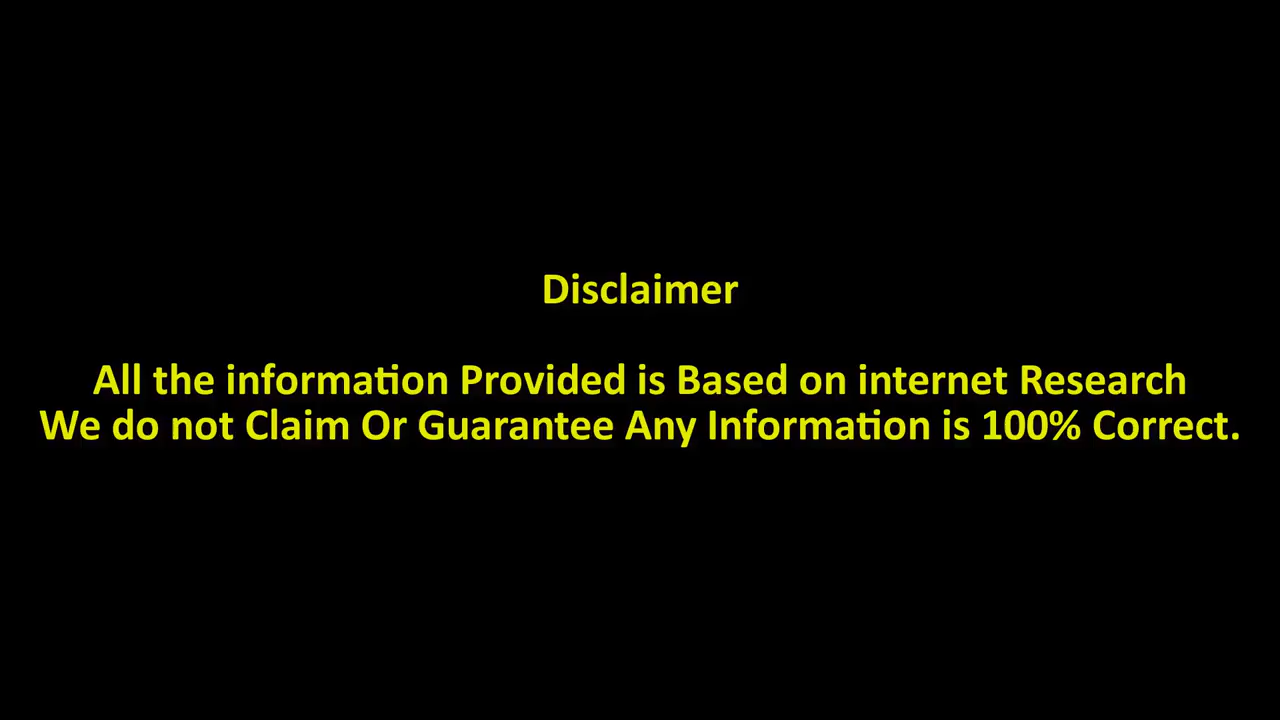 Disclaimer
All the information Provided is Based on internet Research
We do not Claim Or Guarantee Any Information is 100% Correct.